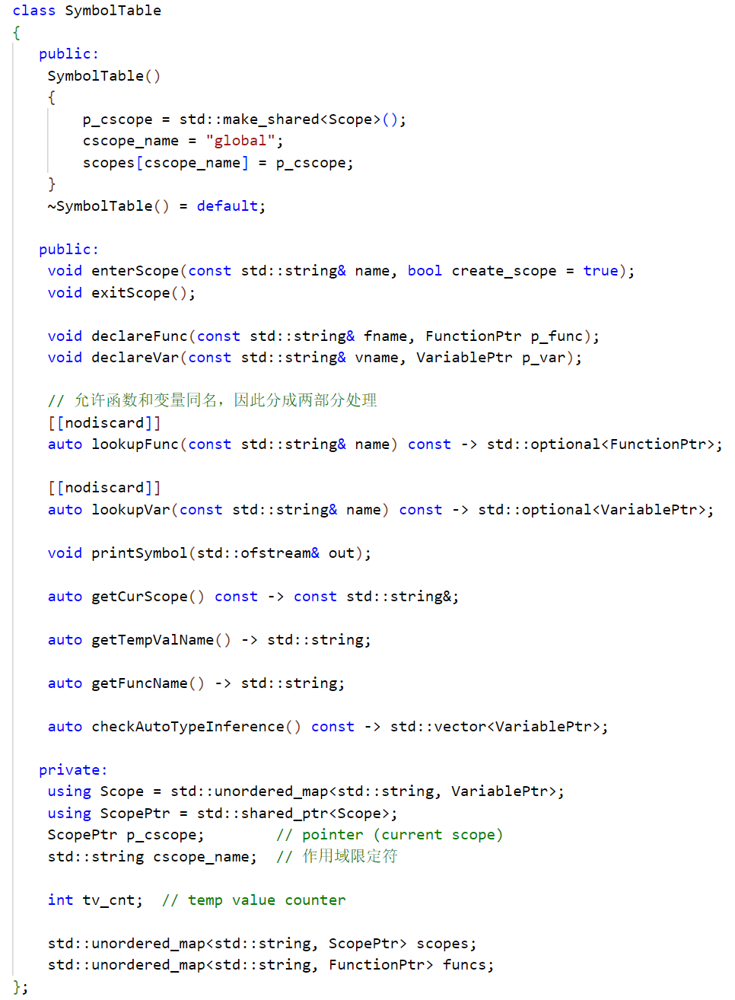 class SymbolTable
{
public:
SymbolTable()
{
p_cscope = std::make_shared<Scope>();
cscope_name = "global";
scopes[cscope_name] = p_cscope;
}
~SymbolTable() = default;
public:
void enterScope(const std::string& name, bool create_scope = true);
void exitScope();
void declareFunc(const std::string& fname, FunctionPtr p_func);
void declareVar(const std::string& vname, VariablePtr p_var);
// 允许函数和变量同名，因此分成两部分处理
[[nodiscard]]
auto lookupFunc(const std::string& name) const -> std::optional<FunctionPtr>;
[[nodiscard]]
auto lookupVar(const std::string& name) const -> std::optional<VariablePtr>;
void printSymbol(std::ofstream& out);
auto getCurScope() const -> const std::string&;
auto getTempValName() -> std::string;
auto getFuncName() -> std::string;
auto checkAutoTypeInference() const -> std::vector<VariablePtr>;
private:
using Scope = std::unordered_map<std::string, VariablePtr>;
using ScopePtr = std::shared_ptr<Scope>;
ScopePtr p_cscope; // pointer (current scope)
std::string cscope_name; // 作用域限定符
int tv_cnt; // temp value counter
std::unordered_map<std::string, ScopePtr> scopes;
std::unordered_map<std::string, FunctionPtr> funcs;
};